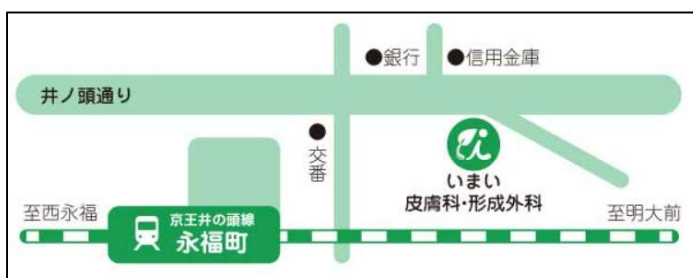 ●銀行
●信用金庫
井ノ頭通り
●交番
いまい
皮膚科・形成外科
至西永福
京王井の頭線
永福町
至明大前